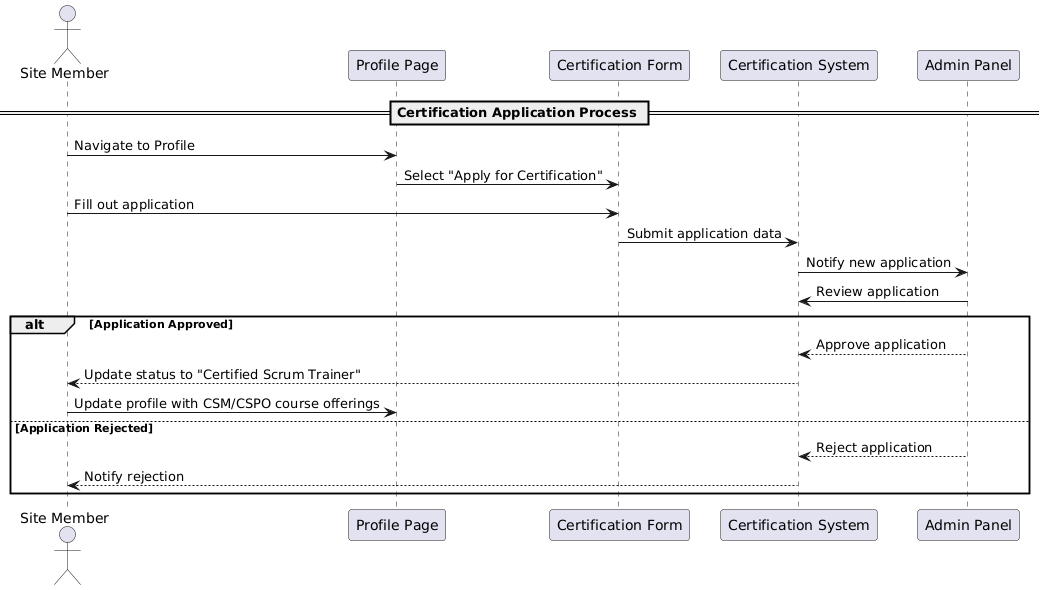 Site Member
Profile Page
Certification Form
Certification System
Admin Panel
Certification Application Process
Navigate to Profile
Select "Apply for Certification"
Fill out application
Submit application data
Notify new application
Review application
alt
[Application Approved]
Approve application
Update status to "Certified Scrum Trainer"
Update profile with CSM/CSPO course offerings
[Application Rejected]
Reject application
Notify rejection
Site Member
Profile Page
Certification Form
Certification System
Admin Panel